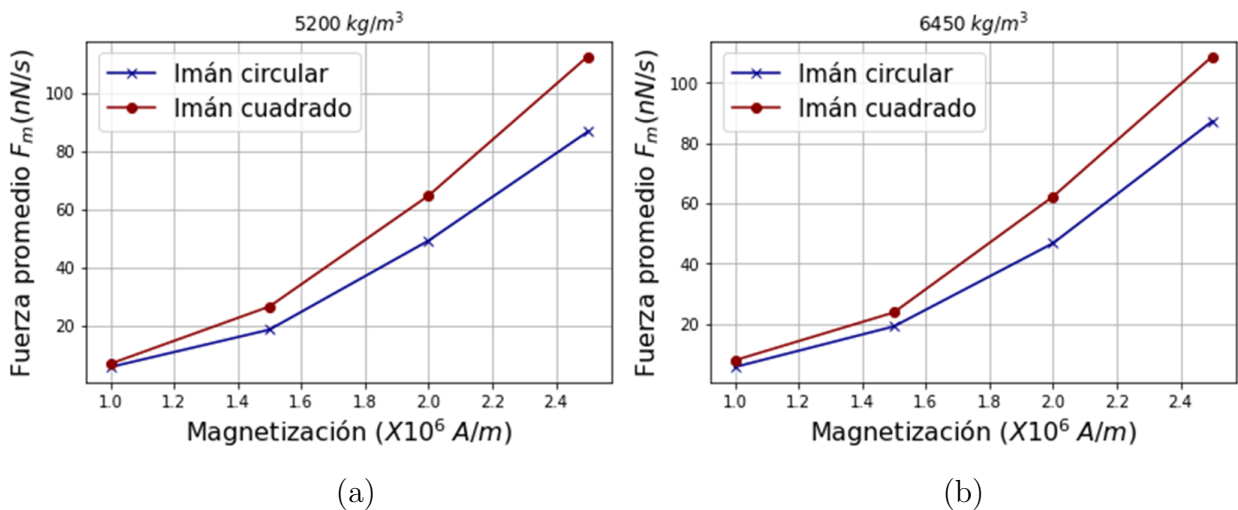 5200 kg/m³
Imán circular
Imán cuadrado
100
80
60
40
20
Fuerza promedio Fₘ(nN/s)
1.0 1.2 1.4 1.6 1.8 2.0 2.2 2.4
Magnetización (X10⁶ A/m)
(a)
6450 kg/m³
Imán circular
Imán cuadrado
100
80
60
40
20
Fuerza promedio Fₘ(nN/s)
1.0 1.2 1.4 1.6 1.8 2.0 2.2 2.4
Magnetización (X10⁶ A/m)
(b)